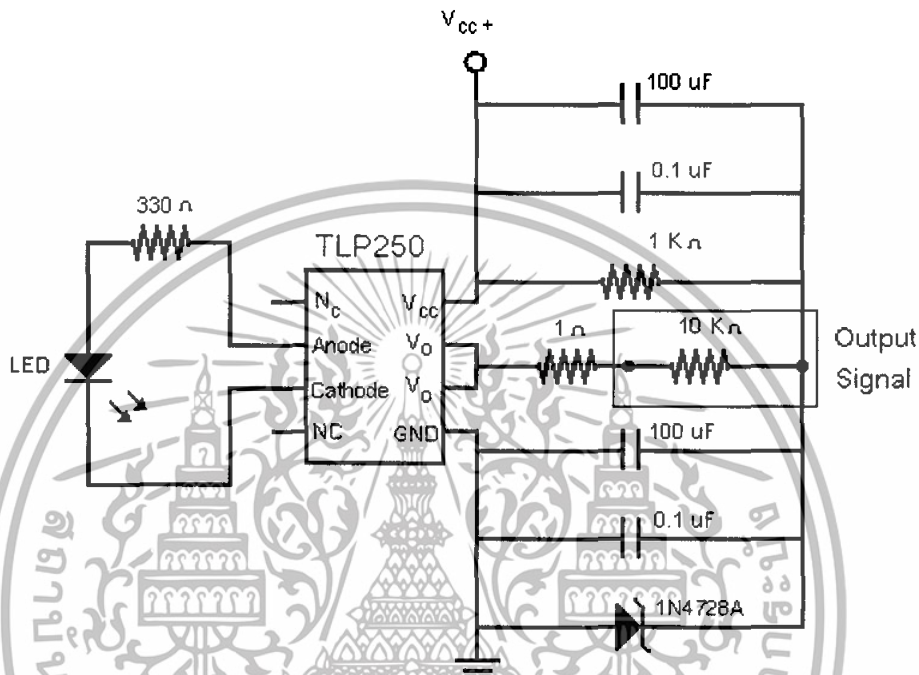 Vcc +
100 uF
0.1 uF
330 Ω
TLP250
1 KΩ
Nc
Vcc
1 Ω
10 KΩ
Output
Signal
LED
Anode
Vo
Cathode
Vo
NC
GND
100 uF
0.1 uF
1N4728A